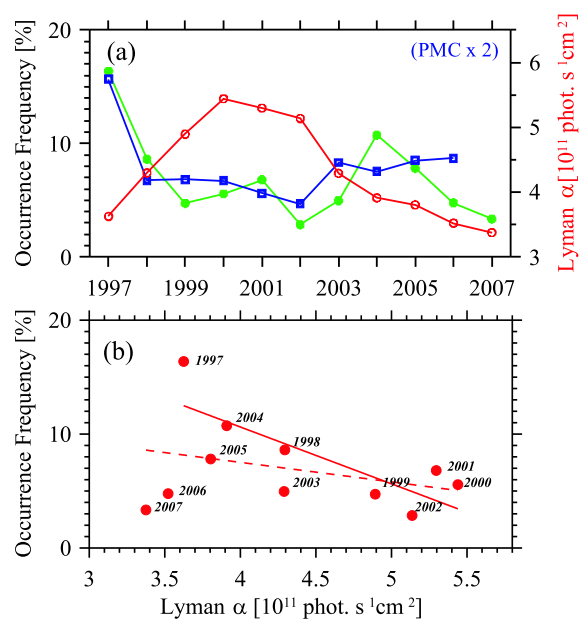 20
(a)
(PMC x 2)
6
10
5
4
0
3
Occurrence Frequency [%]
Lyman α [10¹¹ phot. s ¹cm²]
1997 1999 2001 2003 2005 2007
20
(b)
1997
2004
1998
10
2005
2001
2006
2003
1999
2000
2007
2002
0
Occurrence Frequency [%]
3 3.5 4 4.5 5 5.5
Lyman α [10¹¹ phot. s ¹cm⁻²]